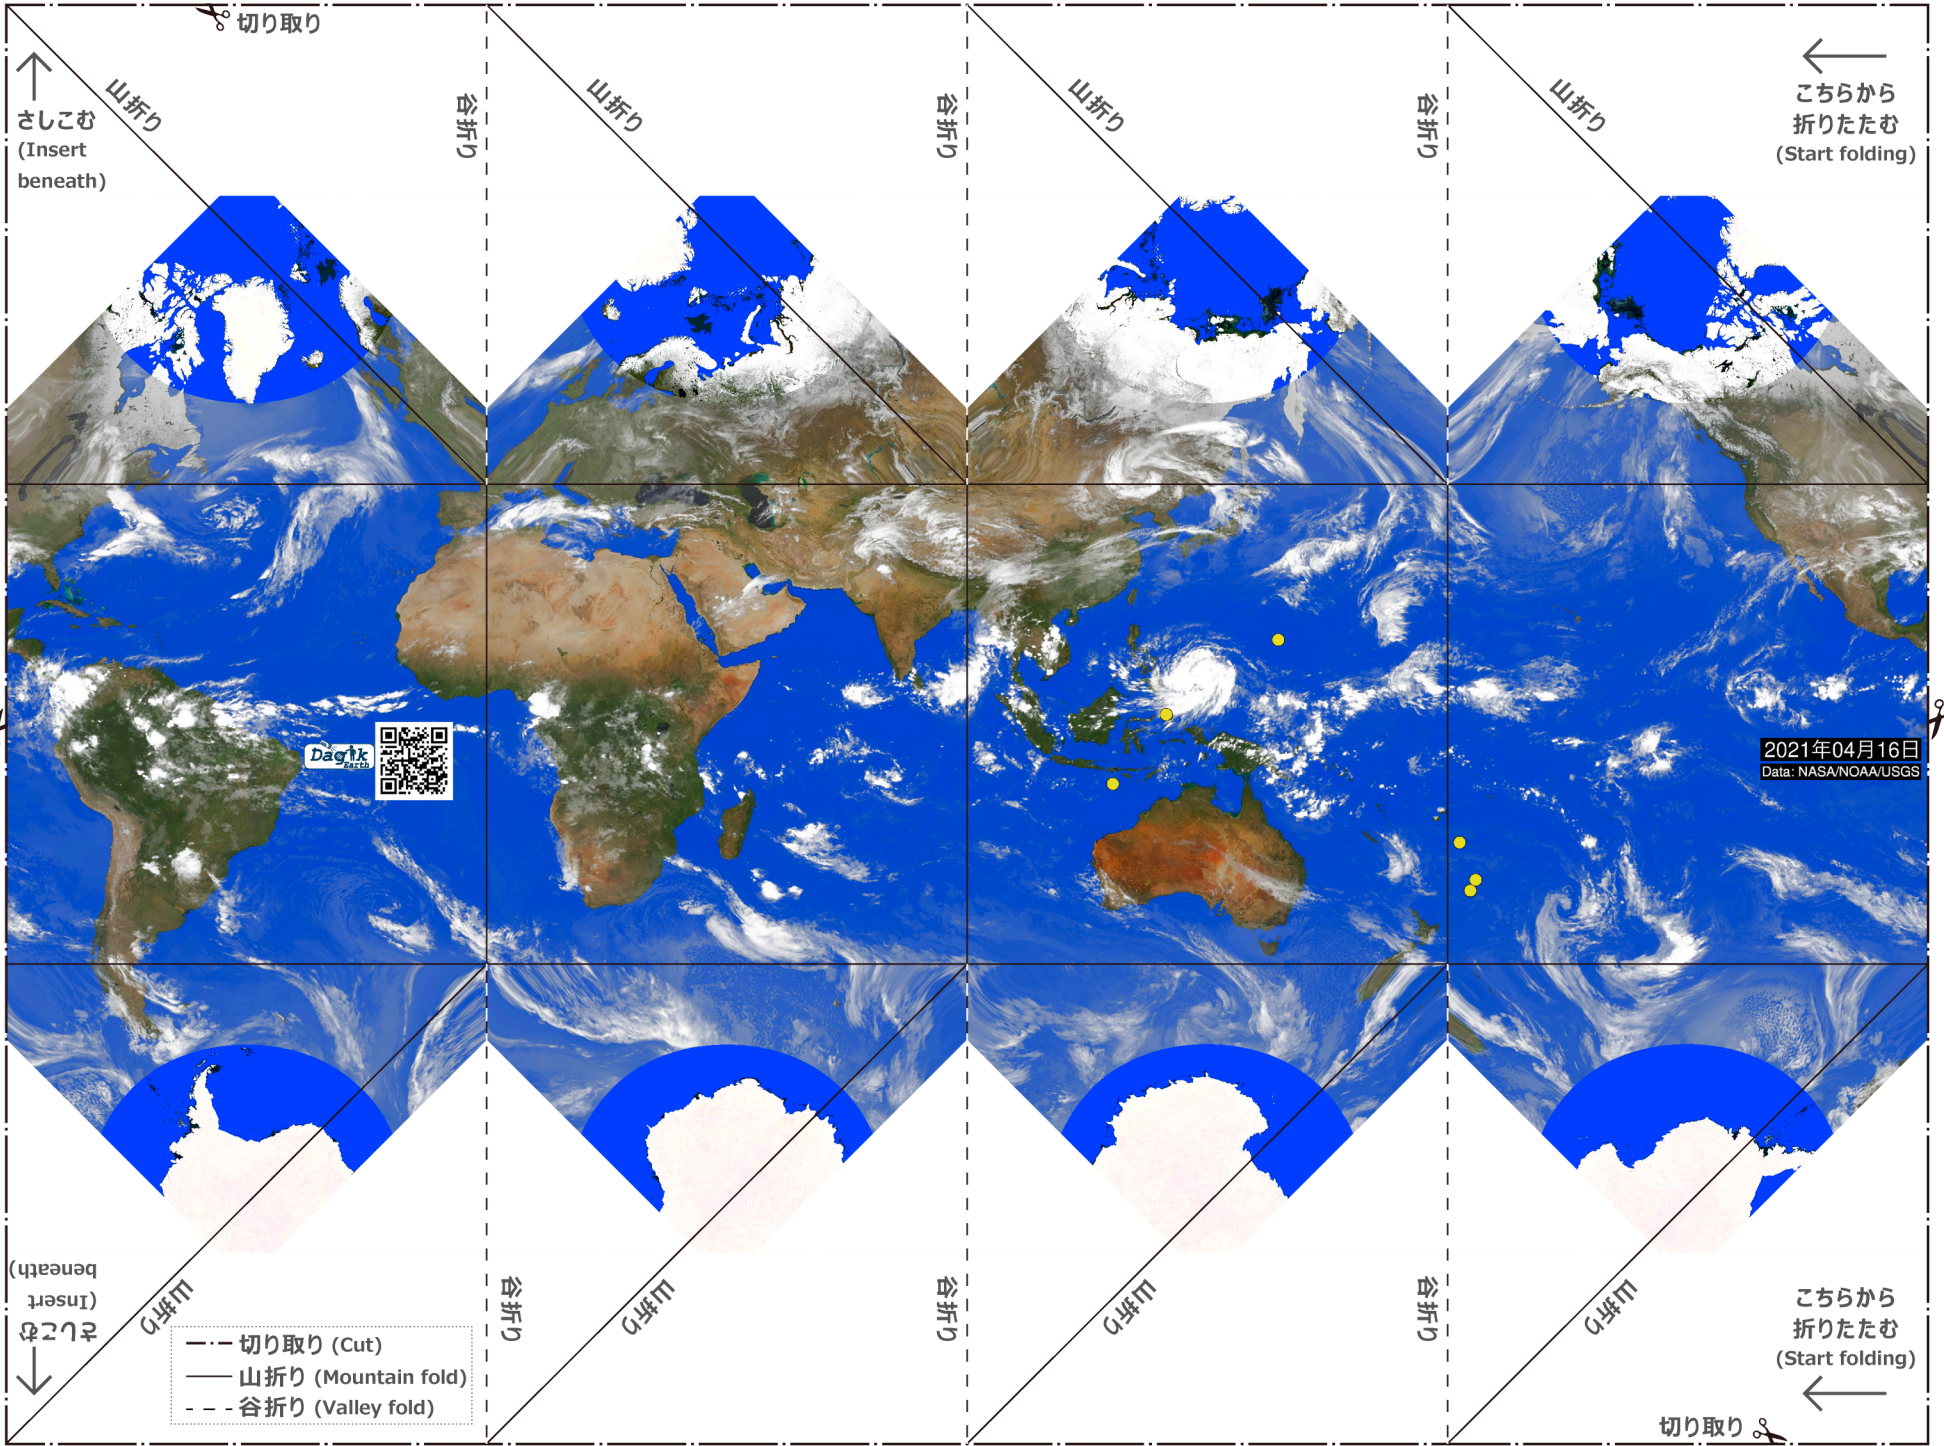 切り取り
山折り
谷折り
山折り
谷折り
山折り
谷折り
山折り
さしこむ
(Insert
beneath)
こちらから
折りたたむ
(Start folding)
Dagik
Earth
2021年04月16日
Data: NASA/NOAA/USGS
さしこむ
(Insert
beneath)
山折り
谷折り
山折り
谷折り
山折り
谷折り
山折り
こちらから
折りたたむ
(Start folding)
切り取り (Cut)
山折り (Mountain fold)
谷折り (Valley fold)
切り取り